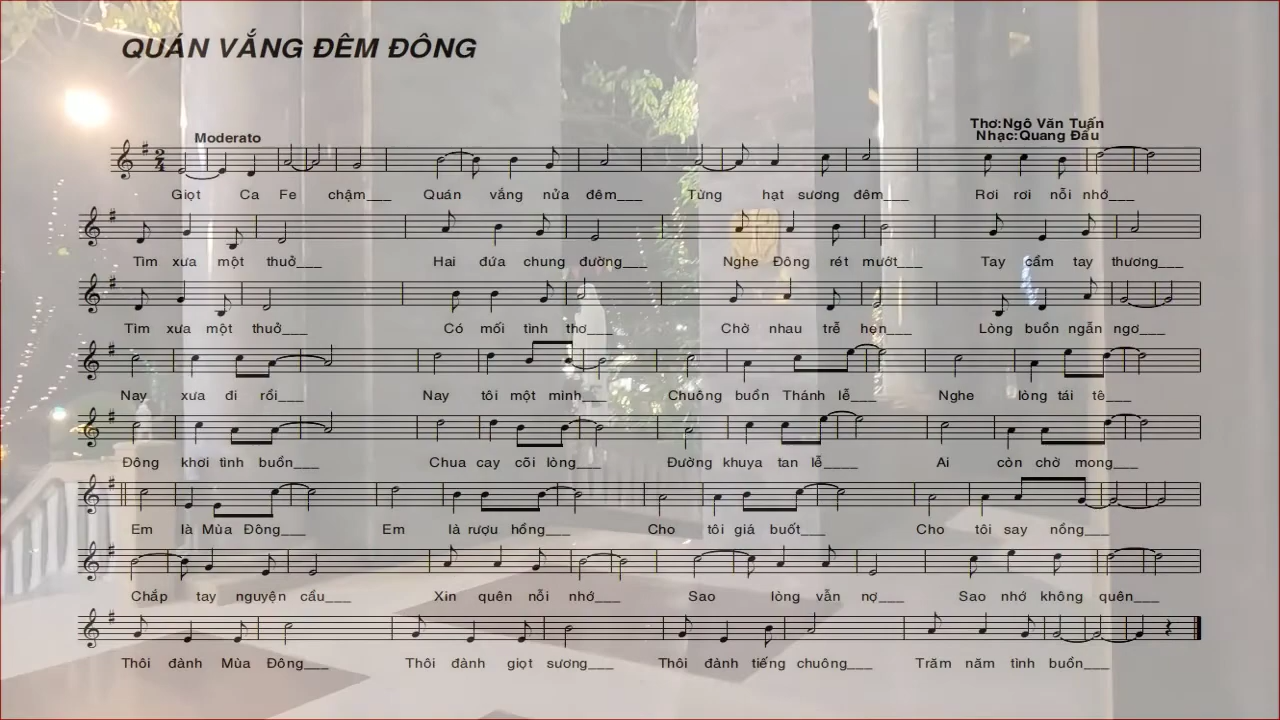 QUÁN VẮNG ĐÊM ĐÔNG
Thơ:Ngô Văn Tuấn
Moderato Nhạc:Quang Đẩu
2
4
Giọt Ca Fe chậm___ Quán vắng nửa đêm___ Từng hạt sương đêm___ Rơi rơi nỗi nhớ___
Tìm xưa một thuở___ Hai đứa chung đường___ Nghe Đông rét mướt___ Tay cầm tay thương___
Tìm xưa một thuở___ Có mối tình thơ___ Chờ nhau trễ hẹn___ Lòng buồn ngẩn ngơ___
Nay xưa đi rồi___ Nay tôi một mình___ Chuông buồn Thánh lễ___ Nghe lòng tái tê___
Đông khơi tình buồn___ Chua cay cõi lòng___ Đường khuya tan lễ____ Ai còn chờ mong___
Em là Mùa Đông___ Em là rượu hồng___ Cho tôi giá buốt___ Cho tôi say nồng___
Chắp tay nguyện cầu___ Xin quên nỗi nhớ___ Sao lòng vẫn nợ___ Sao nhớ không quên___
Thôi đành Mùa Đông___ Thôi đành giọt sương___ Thôi đành tiếng chuông___ Trăm năm tình buồn___